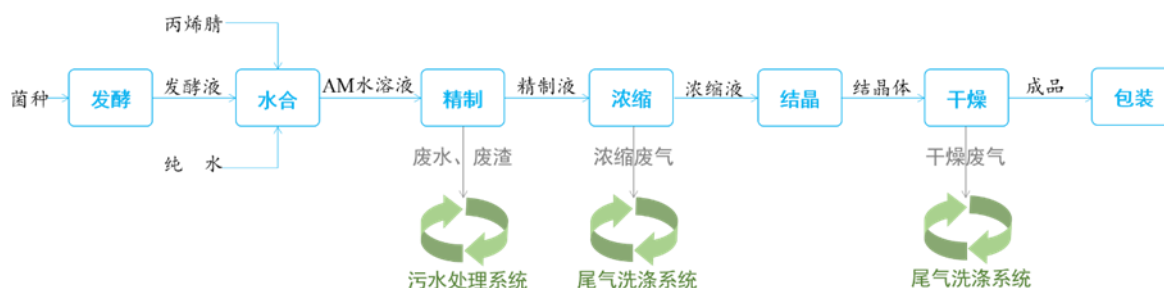 丙烯腈
菌种 发酵 发酵液 水合 AM水溶液 精制 精制液 浓缩 浓缩液 结晶 结晶体 干燥 成品 包装
纯 水
废水、废渣 浓缩废气 干燥废气
污水处理系统 尾气洗涤系统 尾气洗涤系统